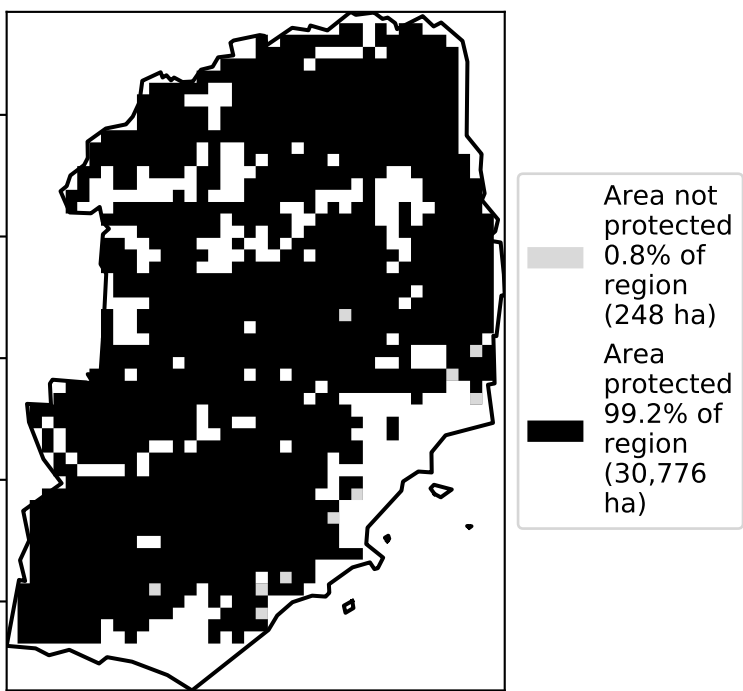 Area not
protected
0.8% of
region
(248 ha)
Area
protected
99.2% of
region
(30,776
ha)